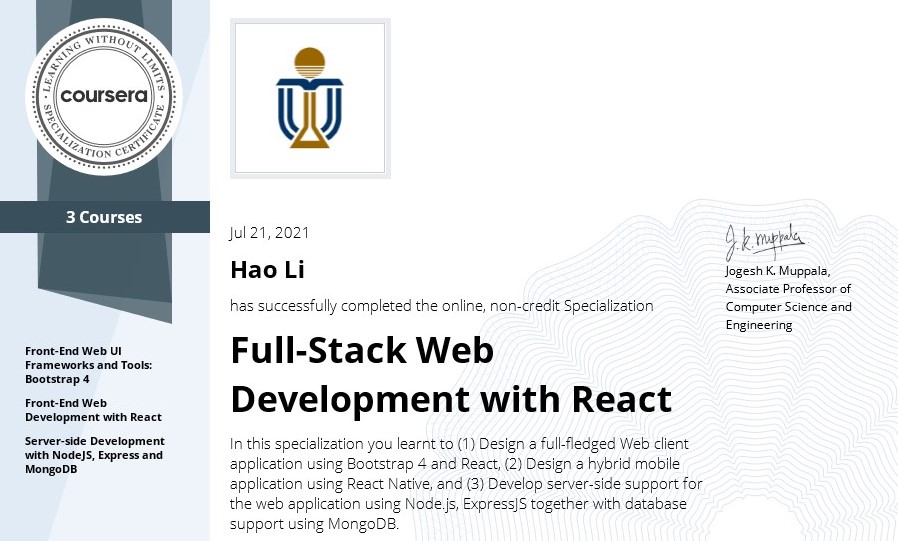 LEARNING WITHOUT LIMITS
coursera
SPECIALIZATION CERTIFICATE
3 Courses
Front-End Web UI
Frameworks and Tools:
Bootstrap 4
Front-End Web
Development with React
Server-side Development
with NodeJS, Express and
MongoDB
Jul 21, 2021
Hao Li
has successfully completed the online, non-credit Specialization
Full-Stack Web
Development with React
In this specialization you learnt to (1) Design a full-fledged Web client
application using Bootstrap 4 and React, (2) Design a hybrid mobile
application using React Native, and (3) Develop server-side support for
the web application using Node.js, ExpressJS together with database
support using MongoDB.
J. K. Muppala
Jogesh K. Muppala,
Associate Professor of
Computer Science and
Engineering